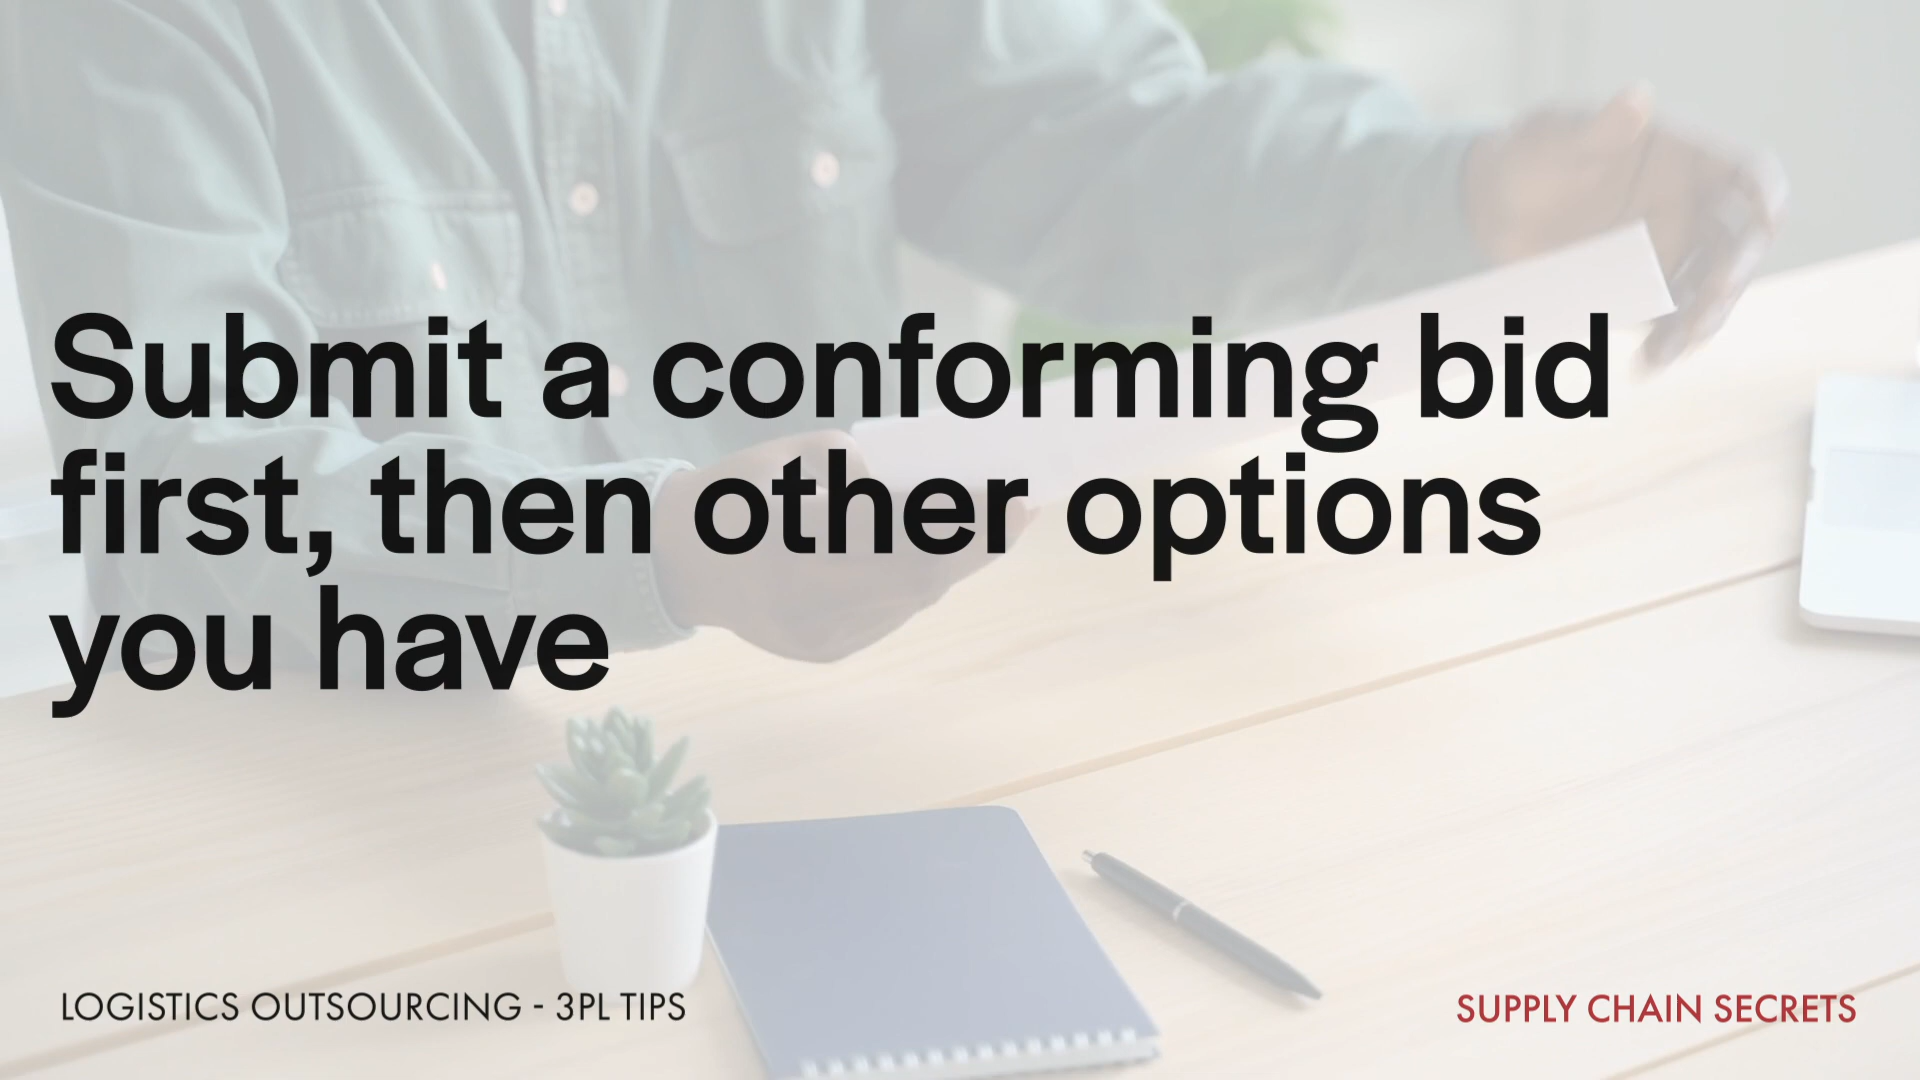 Submit a conforming bid
first, then other options
you have
LOGISTICS OUTSOURCING - 3PL TIPS
SUPPLY CHAIN SECRETS